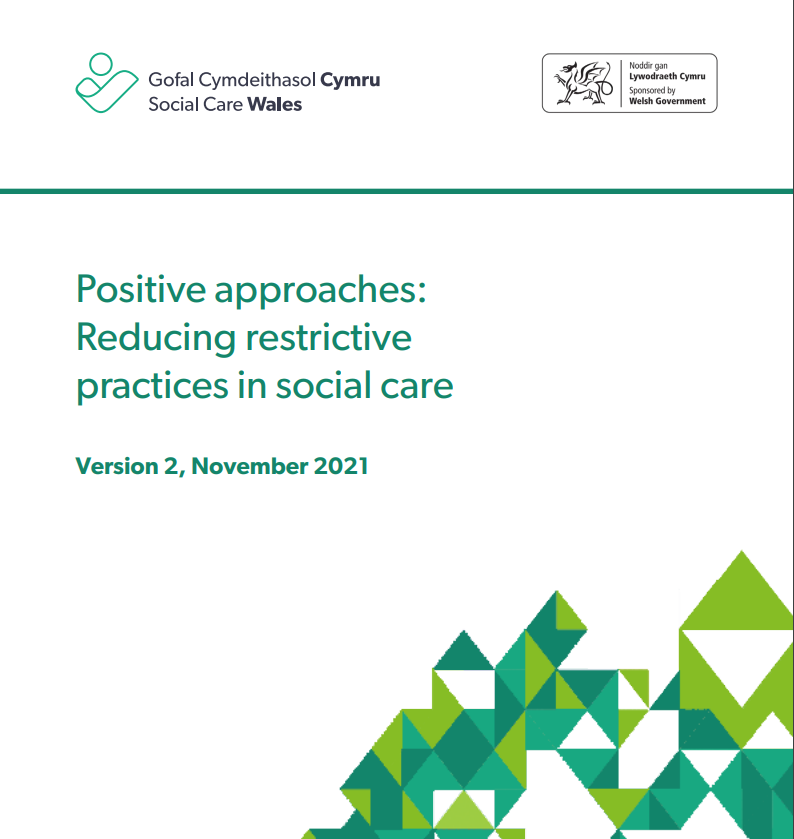 Gofal Cymdeithasol Cymru
Social Care Wales
Noddir gan
Lywodraeth Cymru
Sponsored by
Welsh Government
Positive approaches:
Reducing restrictive
practices in social care
Version 2, November 2021